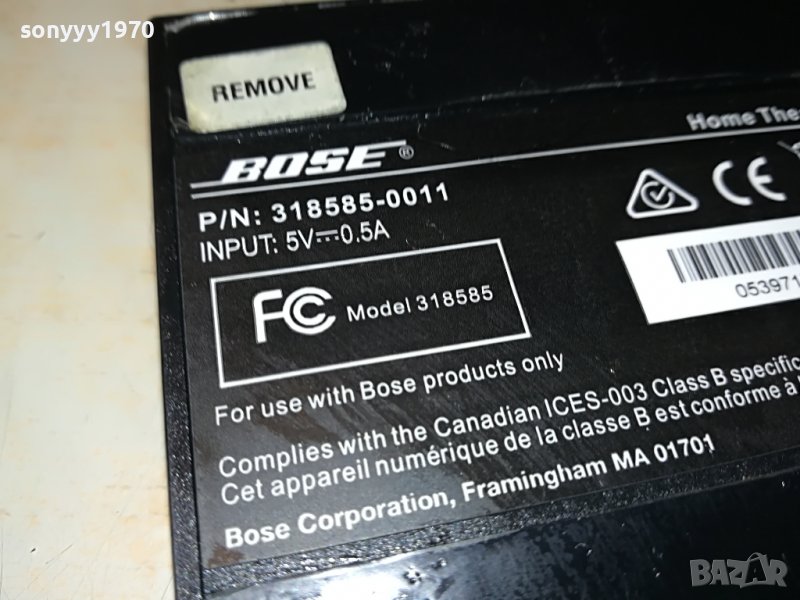 sonyyy1970
REMOVE
Home
BOSE®
P/N: 318585-0011
INPUT: 5V⎓0.5A
053971
FC Model 318585
For use with Bose products only
Complies with the Canadian ICES-003 Class B
Cet appareil numérique de la classe B est conforme à
Bose Corporation, Framingham MA 01701
BAZAR